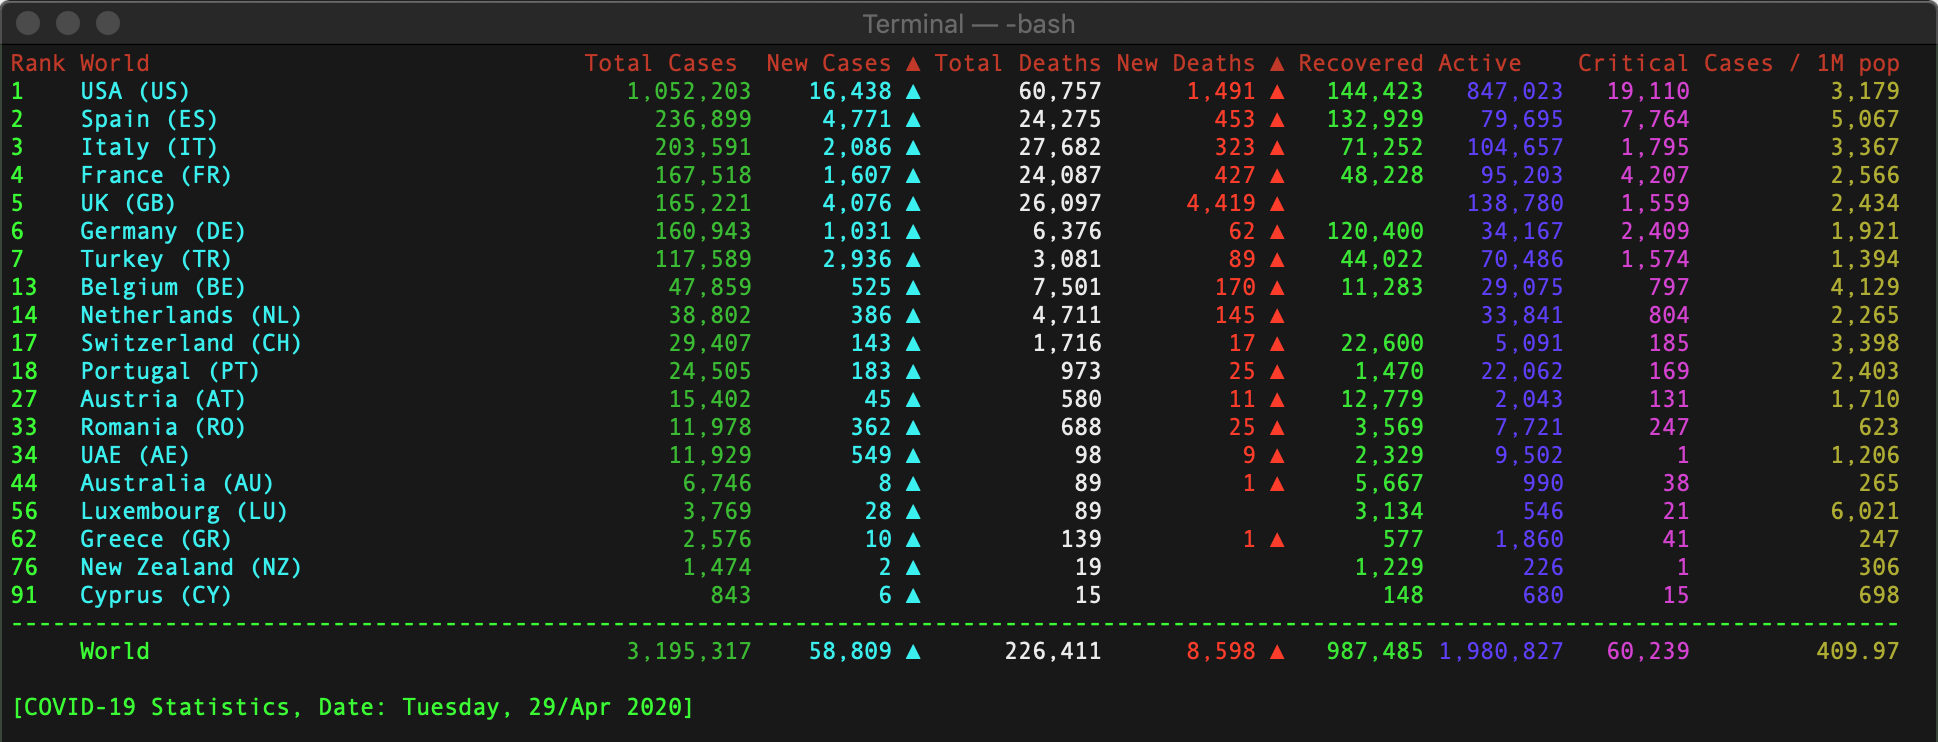 Terminal — -bash
Rank World Total Cases New Cases ▲ Total Deaths New Deaths ▲ Recovered Active Critical Cases / 1M pop
1 USA (US) 1,052,203 16,438 ▲ 60,757 1,491 ▲ 144,423 847,023 19,110 3,179
2 Spain (ES) 236,899 4,771 ▲ 24,275 453 ▲ 132,929 79,695 7,764 5,067
3 Italy (IT) 203,591 2,086 ▲ 27,682 323 ▲ 71,252 104,657 1,795 3,367
4 France (FR) 167,518 1,607 ▲ 24,087 427 ▲ 48,228 95,203 4,207 2,566
5 UK (GB) 165,221 4,076 ▲ 26,097 4,419 ▲ 138,780 1,559 2,434
6 Germany (DE) 160,943 1,031 ▲ 6,376 62 ▲ 120,400 34,167 2,409 1,921
7 Turkey (TR) 117,589 2,936 ▲ 3,081 89 ▲ 44,022 70,486 1,574 1,394
13 Belgium (BE) 47,859 525 ▲ 7,501 170 ▲ 11,283 29,075 797 4,129
14 Netherlands (NL) 38,802 386 ▲ 4,711 145 ▲ 33,841 804 2,265
17 Switzerland (CH) 29,407 143 ▲ 1,716 17 ▲ 22,600 5,091 185 3,398
18 Portugal (PT) 24,505 183 ▲ 973 25 ▲ 1,470 22,062 169 2,403
27 Austria (AT) 15,402 45 ▲ 580 11 ▲ 12,779 2,043 131 1,710
33 Romania (RO) 11,978 362 ▲ 688 25 ▲ 3,569 7,721 247 623
34 UAE (AE) 11,929 549 ▲ 98 9 ▲ 2,329 9,502 1 1,206
44 Australia (AU) 6,746 8 ▲ 89 1 ▲ 5,667 990 38 265
56 Luxembourg (LU) 3,769 28 ▲ 89 3,134 546 21 6,021
62 Greece (GR) 2,576 10 ▲ 139 1 ▲ 577 1,860 41 247
76 New Zealand (NZ) 1,474 2 ▲ 19 1,229 226 1 306
91 Cyprus (CY) 843 6 ▲ 15 148 680 15 698
World 3,195,317 58,809 ▲ 226,411 8,598 ▲ 987,485 1,980,827 60,239 409.97
[COVID-19 Statistics, Date: Tuesday, 29/Apr 2020]